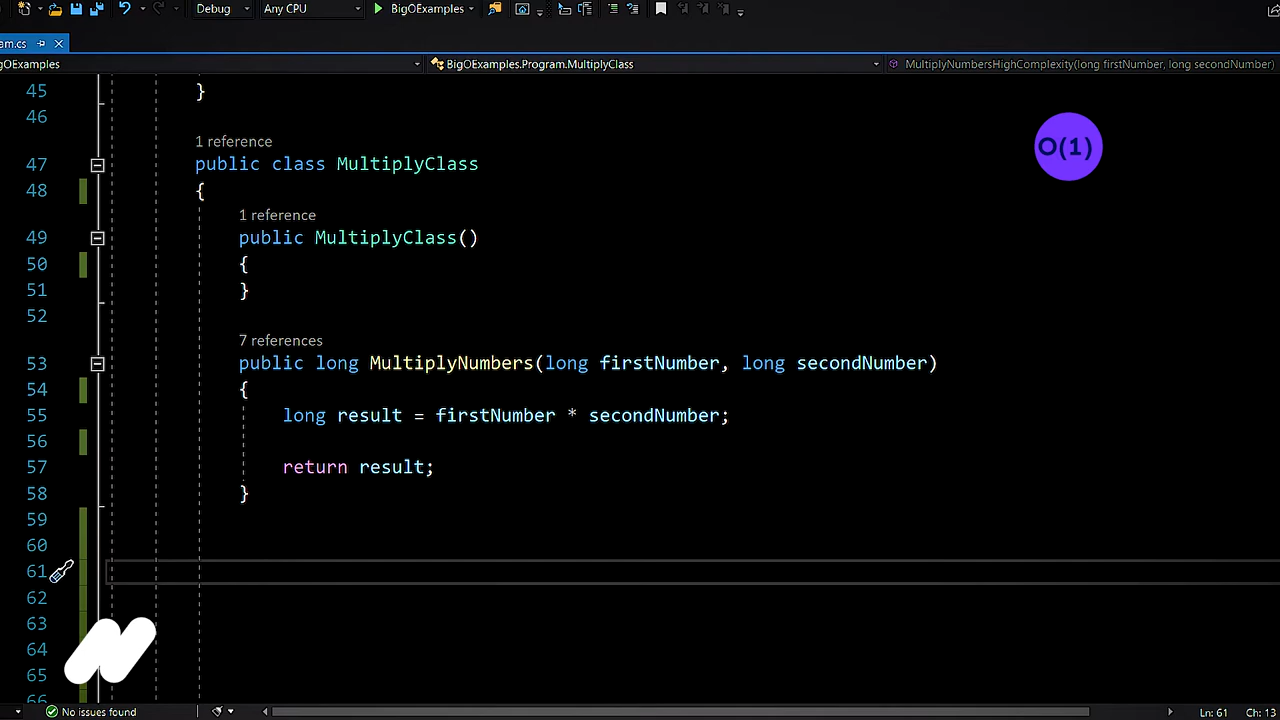 Debug Any CPU BigOExamples
am.cs
gOExamples BigOExamples.Program.MultiplyClass MultiplyNumbersHighComplexity(long firstNumber, long secondNumber)
45 }
46
O(1)
1 reference
47 public class MultiplyClass
48 {
1 reference
49 public MultiplyClass()
50 {
51 }
52
7 references
53 public long MultiplyNumbers(long firstNumber, long secondNumber)
54 {
55 long result = firstNumber * secondNumber;
56
57 return result;
58 }
59
60
61
62
63
64
65
66
No issues found Ln: 61 Ch: 13